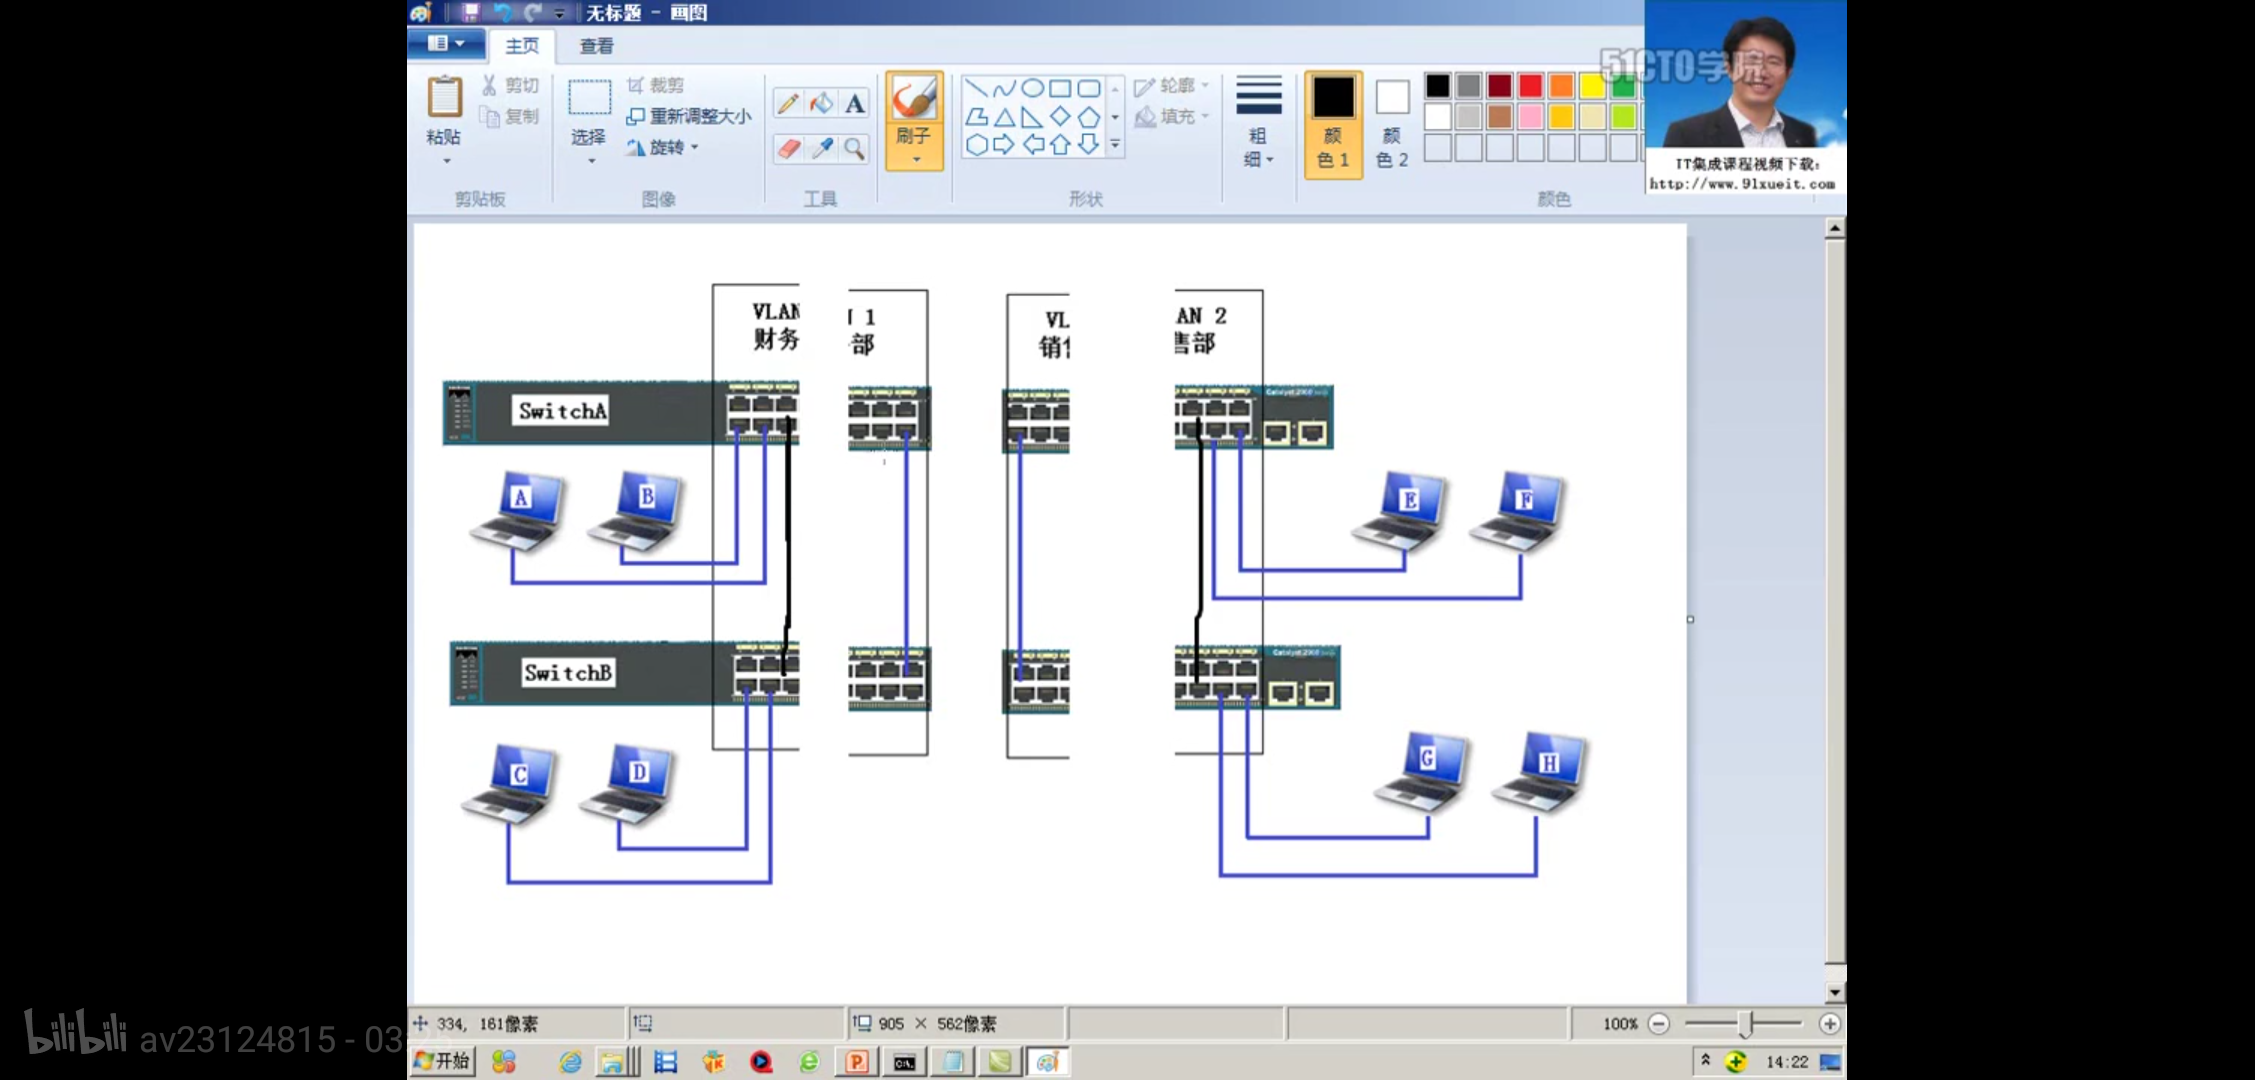 无标题 - 画图
主页
查看
粘贴
剪切
复制
剪贴板
选择
裁剪
重新调整大小
旋转
图像
A
工具
刷子
轮廓
填充
形状
粗
细
颜
色 1
颜
色 2
颜色
51CTO学院
IT集成课程视频下载:
http://www.91xueit.com
VLAN
财务
1
部
VL
销
AN 2
售部
SwitchA
A
B
E
F
SwitchB
C
D
G
H
334, 161像素
905 × 562像素
100%
bilibili av23124815 - 03
开始
14:22